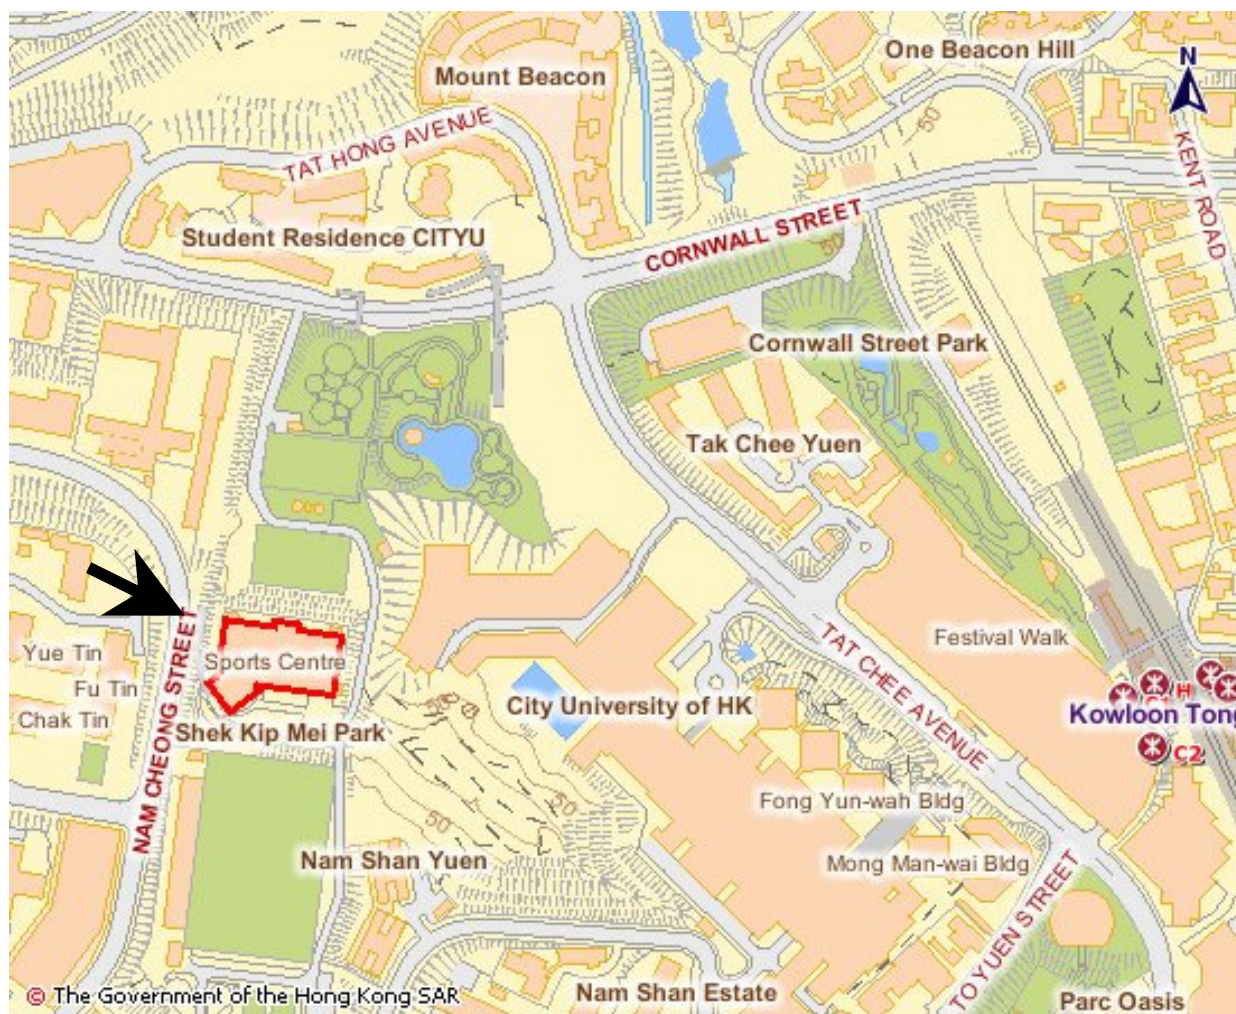 One Beacon Hill
N
Mount Beacon
TAT HONG AVENUE
KENT ROAD
Student Residence CITYU
CORNWALL STREET
50
50
Cornwall Street Park
Tak Chee Yuen
NAM CHEONG STREET
Yue Tin
Sports Centre
Fu Tin
Chak Tin
Shek Kip Mei Park
50
City University of HK
TAT CHEE AVENUE
Festival Walk
H
Kowloon Tong
C2
50
50
Fong Yun-wah Bldg
Nam Shan Yuen
Mong Man-wai Bldg
TO YUEN STREET
© The Government of the Hong Kong SAR
Nam Shan Estate
Parc Oasis